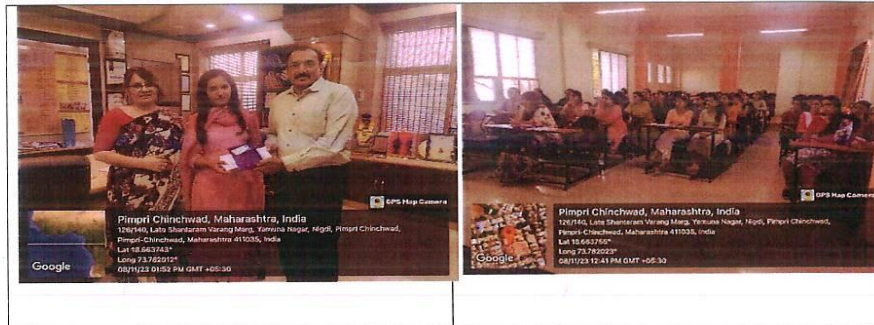 GPS Map Camera
Pimpri Chinchwad, Maharashtra, India
126/140, Late Shantaram Varang Marg, Yamuna Nagar, Nigdi, Pimpri Chinchwad,
Pimpri-Chinchwad, Maharashtra 411035, India
Lat 18.663743°
Long 73.782012°
08/11/23 01:52 PM GMT +05:30
Google
GPS Map Camera
Pimpri Chinchwad, Maharashtra, India
126/140, Late Shantaram Varang Marg, Yamuna Nagar, Nigdi, Pimpri Chinchwad,
Pimpri-Chinchwad, Maharashtra 411035, India
Lat 18.663755°
Long 73.782023°
08/11/23 12:41 PM GMT +05:30
Google